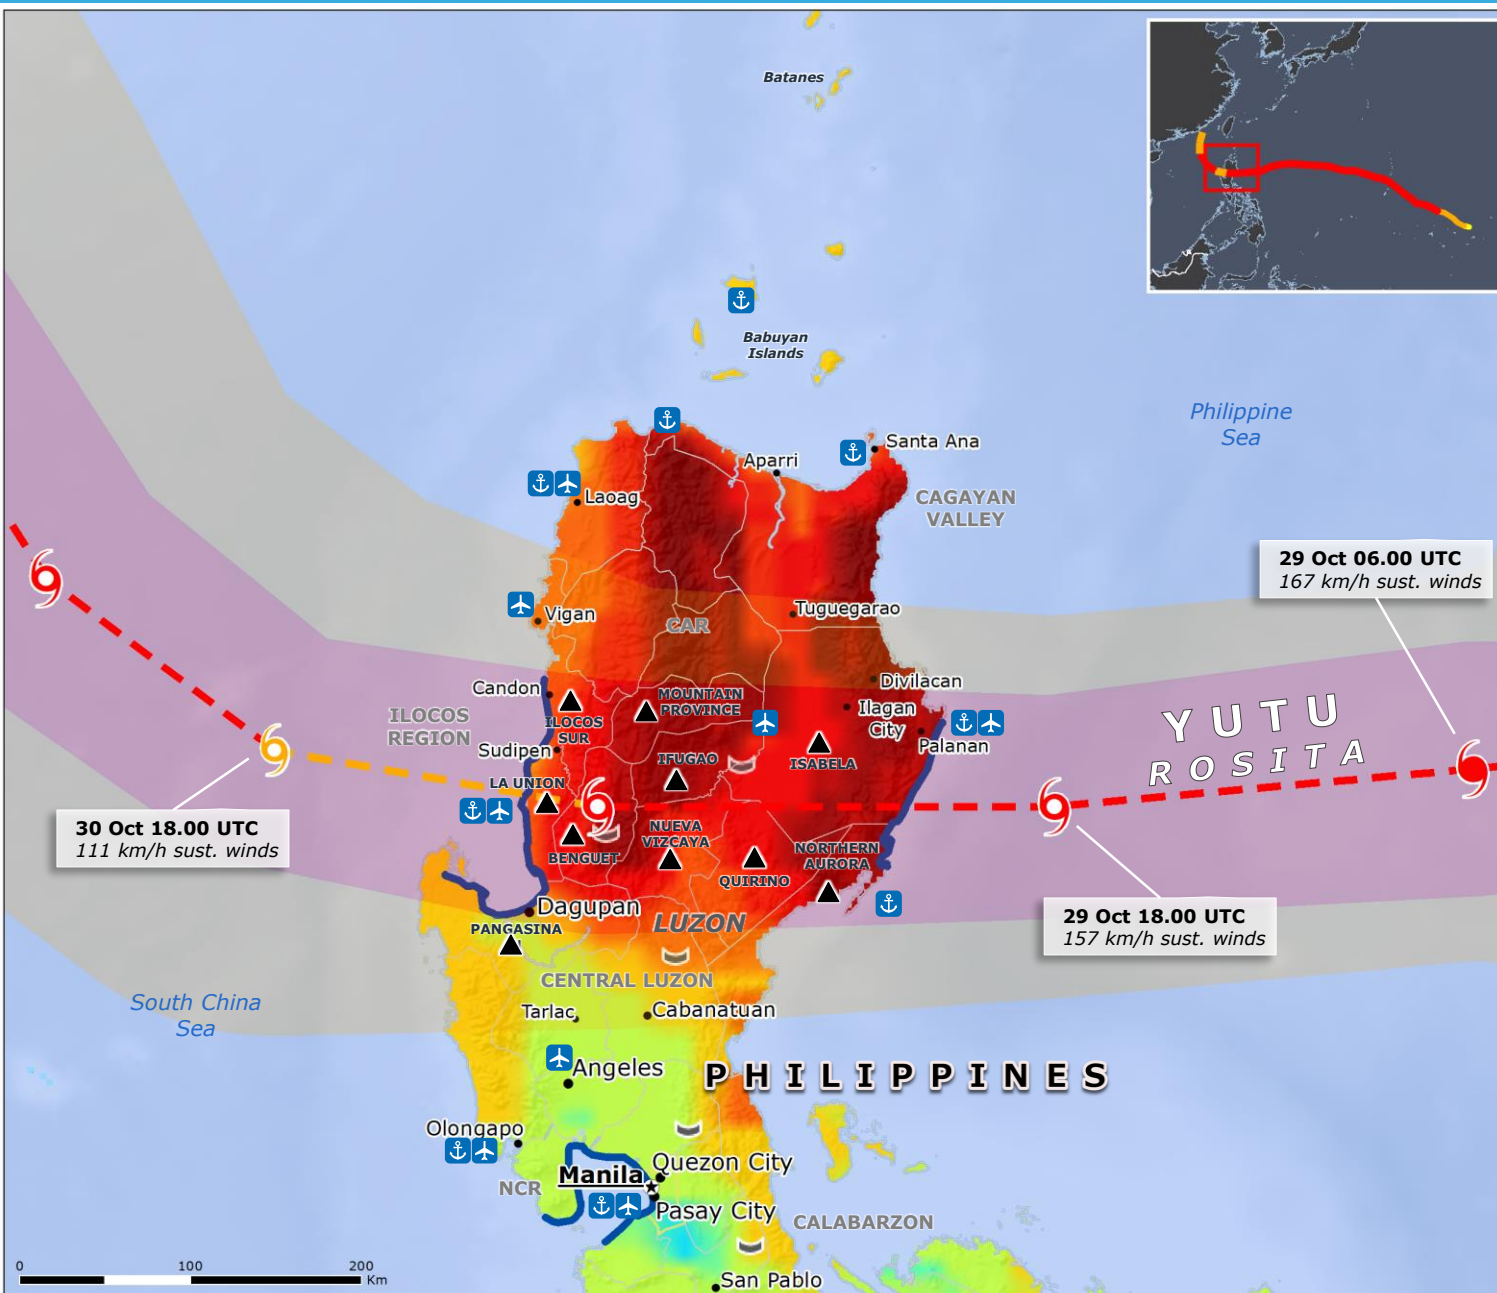 Batanes
Babuyan
Islands
Philippine
Sea
Santa Ana
Aparri
CAGAYAN
VALLEY
Laoag
29 Oct 06.00 UTC
167 km/h sust. winds
Vigan
Tuguegarao
CAR
Candon
Divilacan
MOUNTAIN
PROVINCE
ILOCOS
REGION
ILOCOS
SUR
Ilagan
City
Palanan
YUTU
ROSITA
Sudipen
IFUGAO
ISABELA
LA UNION
30 Oct 18.00 UTC
111 km/h sust. winds
NUEVA
VIZCAYA
BENGUET
NORTHERN
AURORA
QUIRINO
Dagupan
LUZON
29 Oct 18.00 UTC
157 km/h sust. winds
PANGASINA
CENTRAL LUZON
South China
Sea
Tarlac
Cabanatuan
Angeles
PHILIPPINES
Olongapo
Manila
Quezon City
NCR
Pasay City
CALABARZON
San Pablo
0 100 200
Km